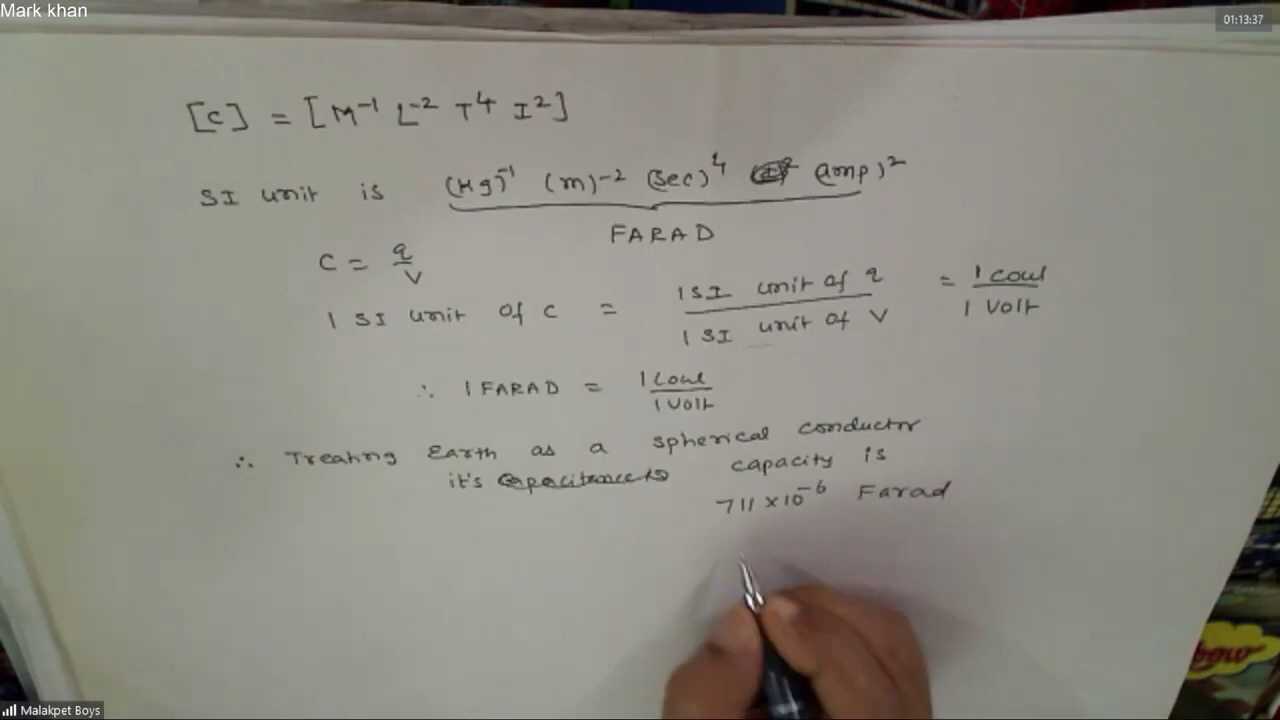 Mark khan
01:13:37
[C] = [M⁻¹ L⁻² T⁴ I²]
SI unit is (Kg)⁻¹ (m)⁻² (sec)⁴ (amp)²
FARAD
C = q/V
1 SI unit of C = 1 SI unit of q / 1 SI unit of V = 1 Coul / 1 Volt
∴ 1 FARAD = 1 Coul / 1 Volt
∴ Treating Earth as a spherical conductor
it's capacity is
711 × 10⁻⁶ Farad
Malakpet Boys